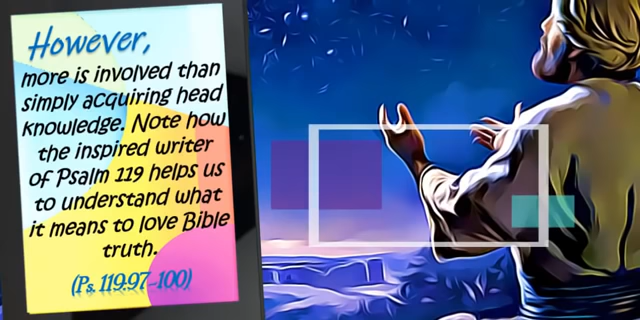 However,
more is involved than
simply acquiring head
knowledge. Note how
the inspired writer
of Psalm 119 helps us
to understand what
it means to love Bible
truth.
(Ps. 119:97-100)